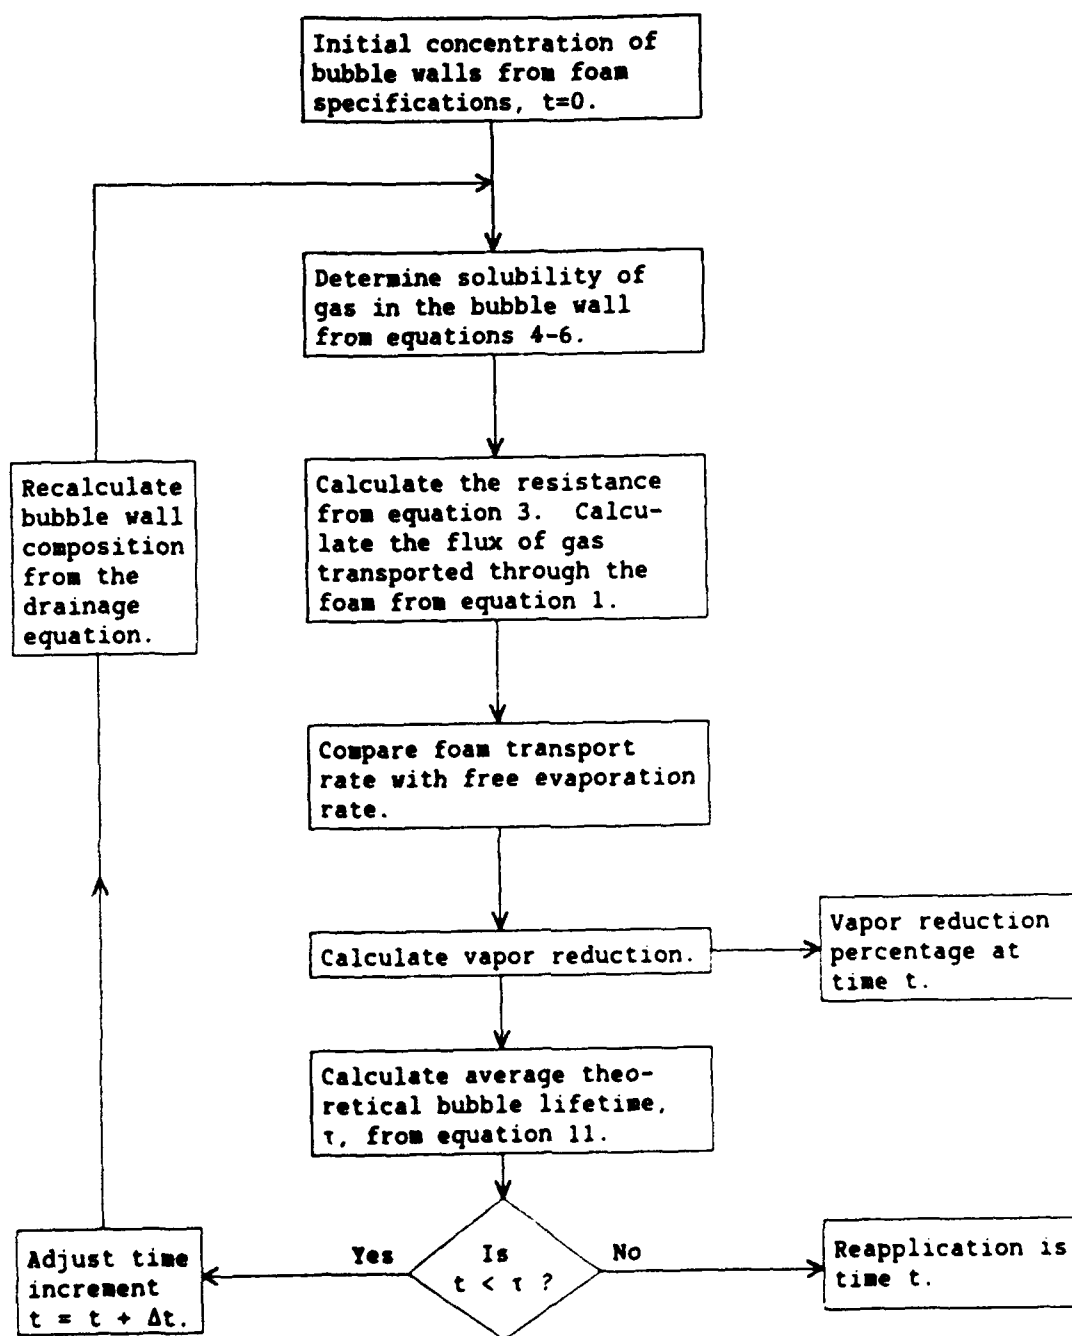 Initial concentration of
bubble walls from foam
specifications, t=0.
Determine solubility of
gas in the bubble wall
from equations 4-6.
Recalculate
bubble wall
composition
from the
drainage
equation.
Calculate the resistance
from equation 3. Calcu-
late the flux of gas
transported through the
foam from equation 1.
Compare foam transport
rate with free evaporation
rate.
Calculate vapor reduction.
Vapor reduction
percentage at
time t.
Calculate average theo-
retical bubble lifetime,
τ, from equation 11.
Adjust time
increment
t = t + Δt.
Yes
Is
t < τ ?
No
Reapplication is
time t.